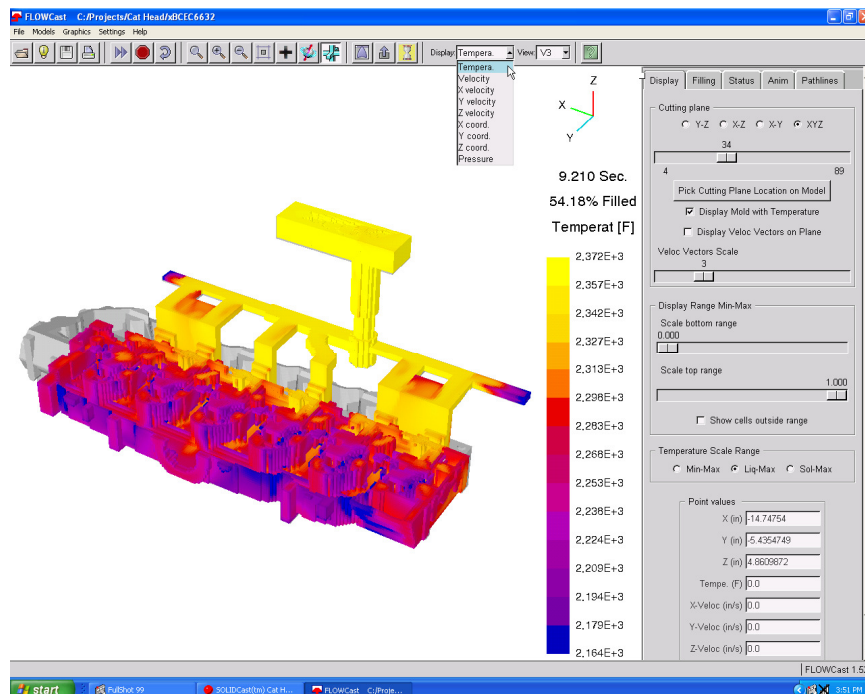 FLOWCast C:/Projects/Cat Head/xBCEC6632
File Models Graphics Settings Help
Display: Tempera. View: V3
Tempera.
Velocity
X velocity
Y velocity
Z velocity
X coord.
Y coord.
Z coord.
Pressure
Z
X
Y
9.210 Sec.
54.18% Filled
Temperat [F]
2,372E+3
2,357E+3
2,342E+3
2,327E+3
2,313E+3
2,298E+3
2,283E+3
2,268E+3
2,253E+3
2,238E+3
2,224E+3
2,209E+3
2,194E+3
2,179E+3
2,164E+3
Display Filling Status Anim Pathlines
Cutting plane
Y-Z X-Z X-Y XYZ
34
4 89
Pick Cutting Plane Location on Model
Display Mold with Temperature
Display Veloc Vectors on Plane
Veloc Vectors Scale
3
Display Range Min-Max
Scale bottom range
0.000
Scale top range
1.000
Show cells outside range
Temperature Scale Range
Min-Max Liq-Max Sol-Max
Point values
X (in) -14.74754
Y (in) -5.4354749
Z (in) 4.8609872
Tempe. (F) 0.0
X-Veloc (in/s) 0.0
Y-Veloc (in/s) 0.0
Z-Veloc (in/s) 0.0
FLOWCast 1.5
start FullShot 99 SOLIDCast(tm) Cat H... FLOWCast C:/Proje... 3:51 PM